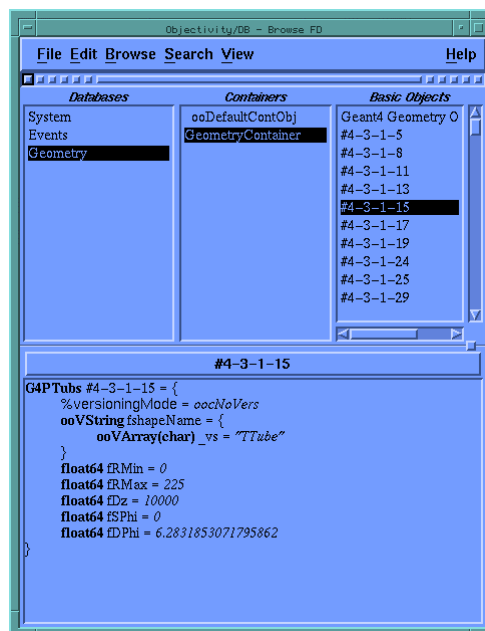 Objectivity/DB - Browse FD
File Edit Browse Search View Help
Databases
System
Events
Geometry
Containers
ooDefaultContObj
GeometryContainer
Basic Objects
Geant4 Geometry O
#4-3-1-5
#4-3-1-8
#4-3-1-11
#4-3-1-13
#4-3-1-15
#4-3-1-17
#4-3-1-19
#4-3-1-24
#4-3-1-25
#4-3-1-29
#4-3-1-15
G4PTubs #4-3-1-15 = {
%versioningMode = oocNoVers
ooVString fshapeName = {
ooVArray(char) _vs = "TTube"
}
float64 fRMin = 0
float64 fRMax = 225
float64 fDz = 10000
float64 fSPhi = 0
float64 fDPhi = 6.2831853071795862
}